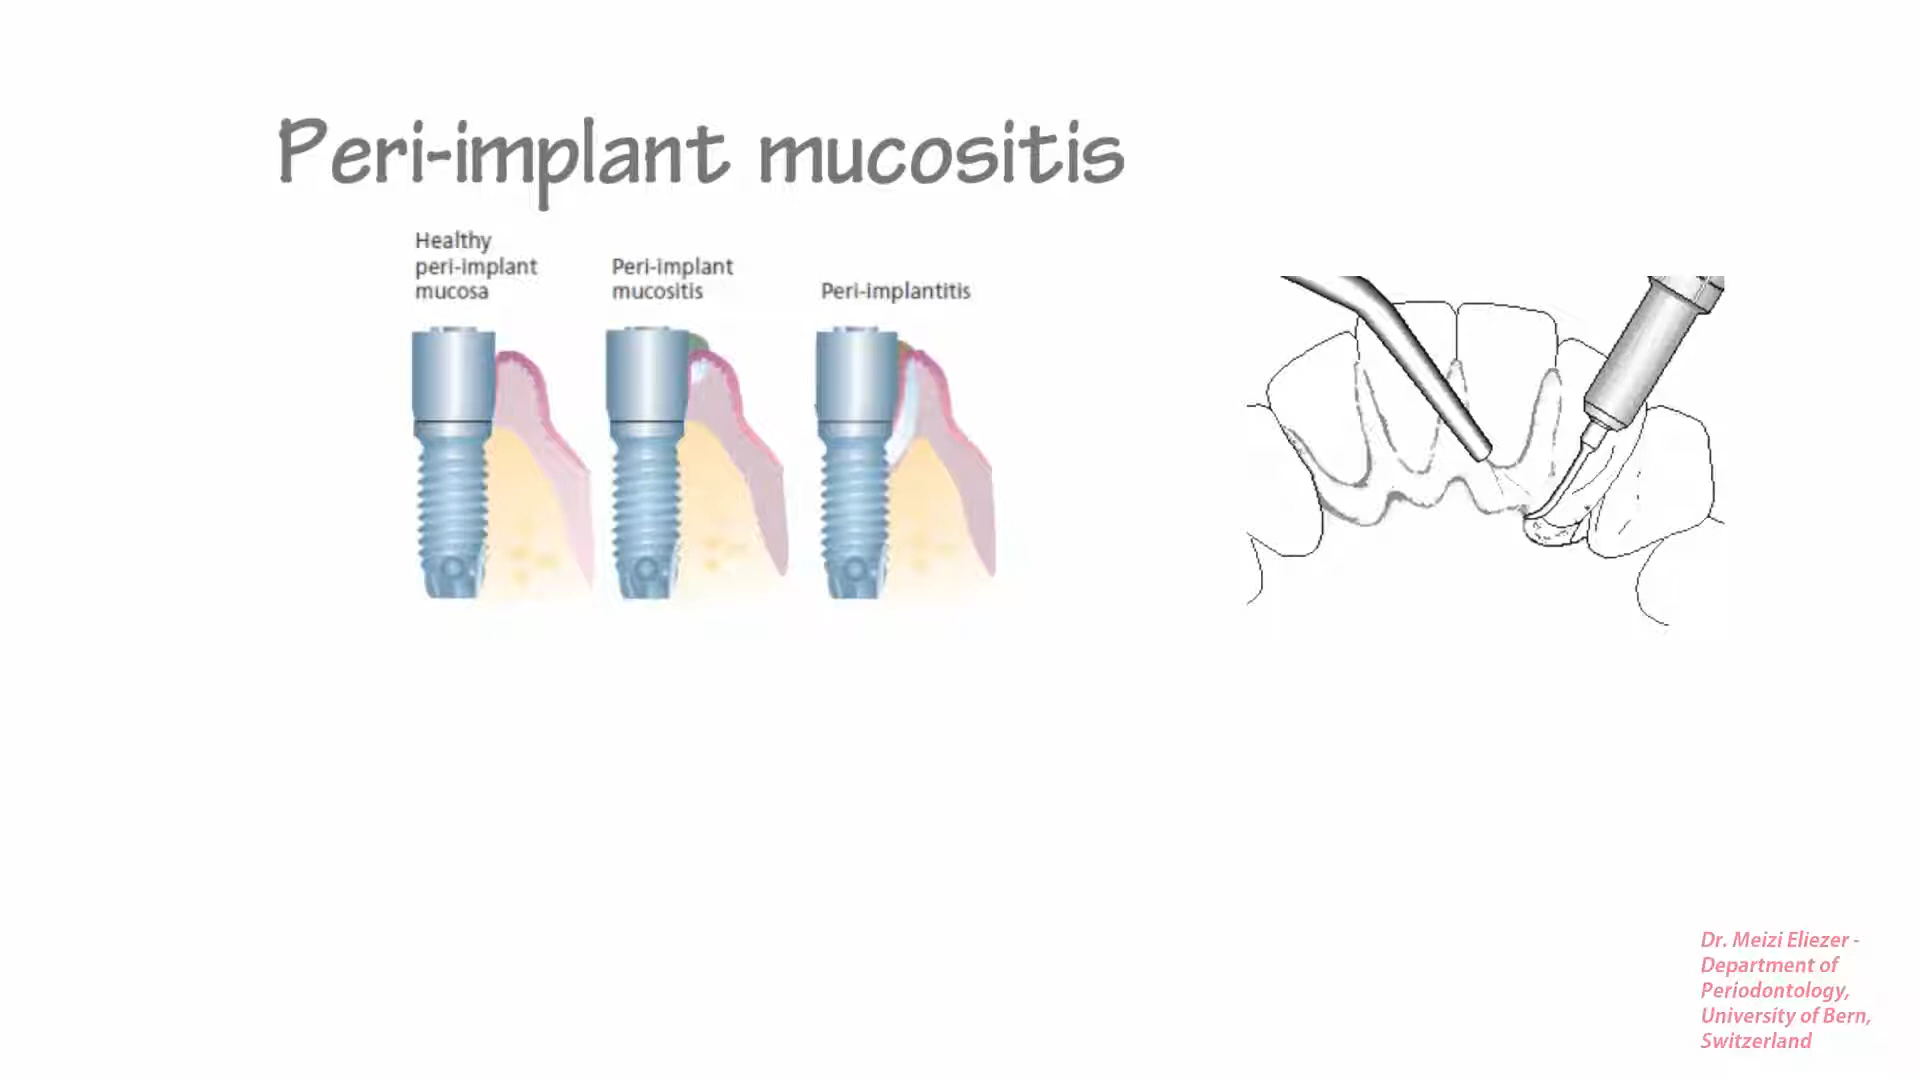 Peri-implant mucositis
Healthy
peri-implant
mucosa
Peri-implant
mucositis
Peri-implantitis
Dr. Meizi Eliezer -
Department of
Periodontology,
University of Bern,
Switzerland